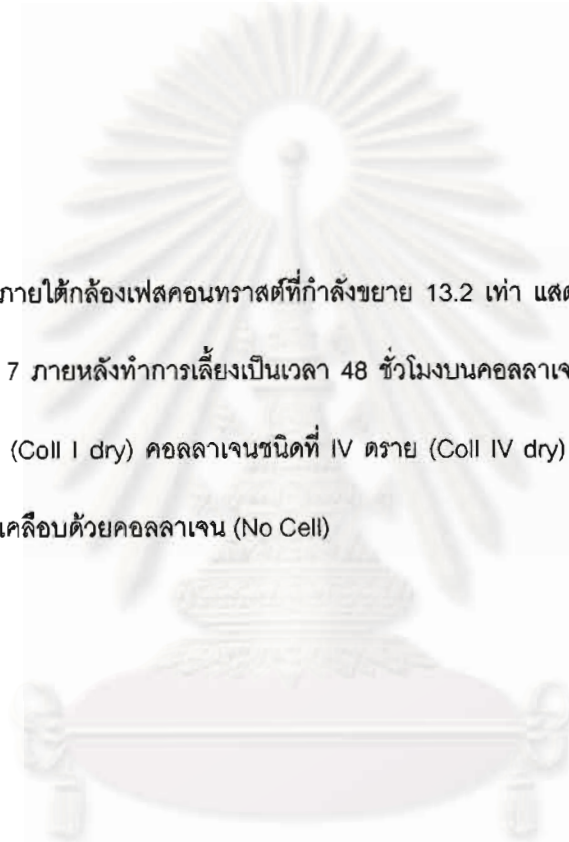 ภายใต้กล้องเฟสคอนทราสต์ที่กำลังขยาย 13.2 เท่า แสด
7 ภายหลังทำการเลี้ยงเป็นเวลา 48 ชั่วโมงบนคอลลาเจ
(Coll I dry) คอลลาเจนชนิดที่ IV ดราย (Coll IV dry)
เคลือบด้วยคอลลาเจน (No Cell)